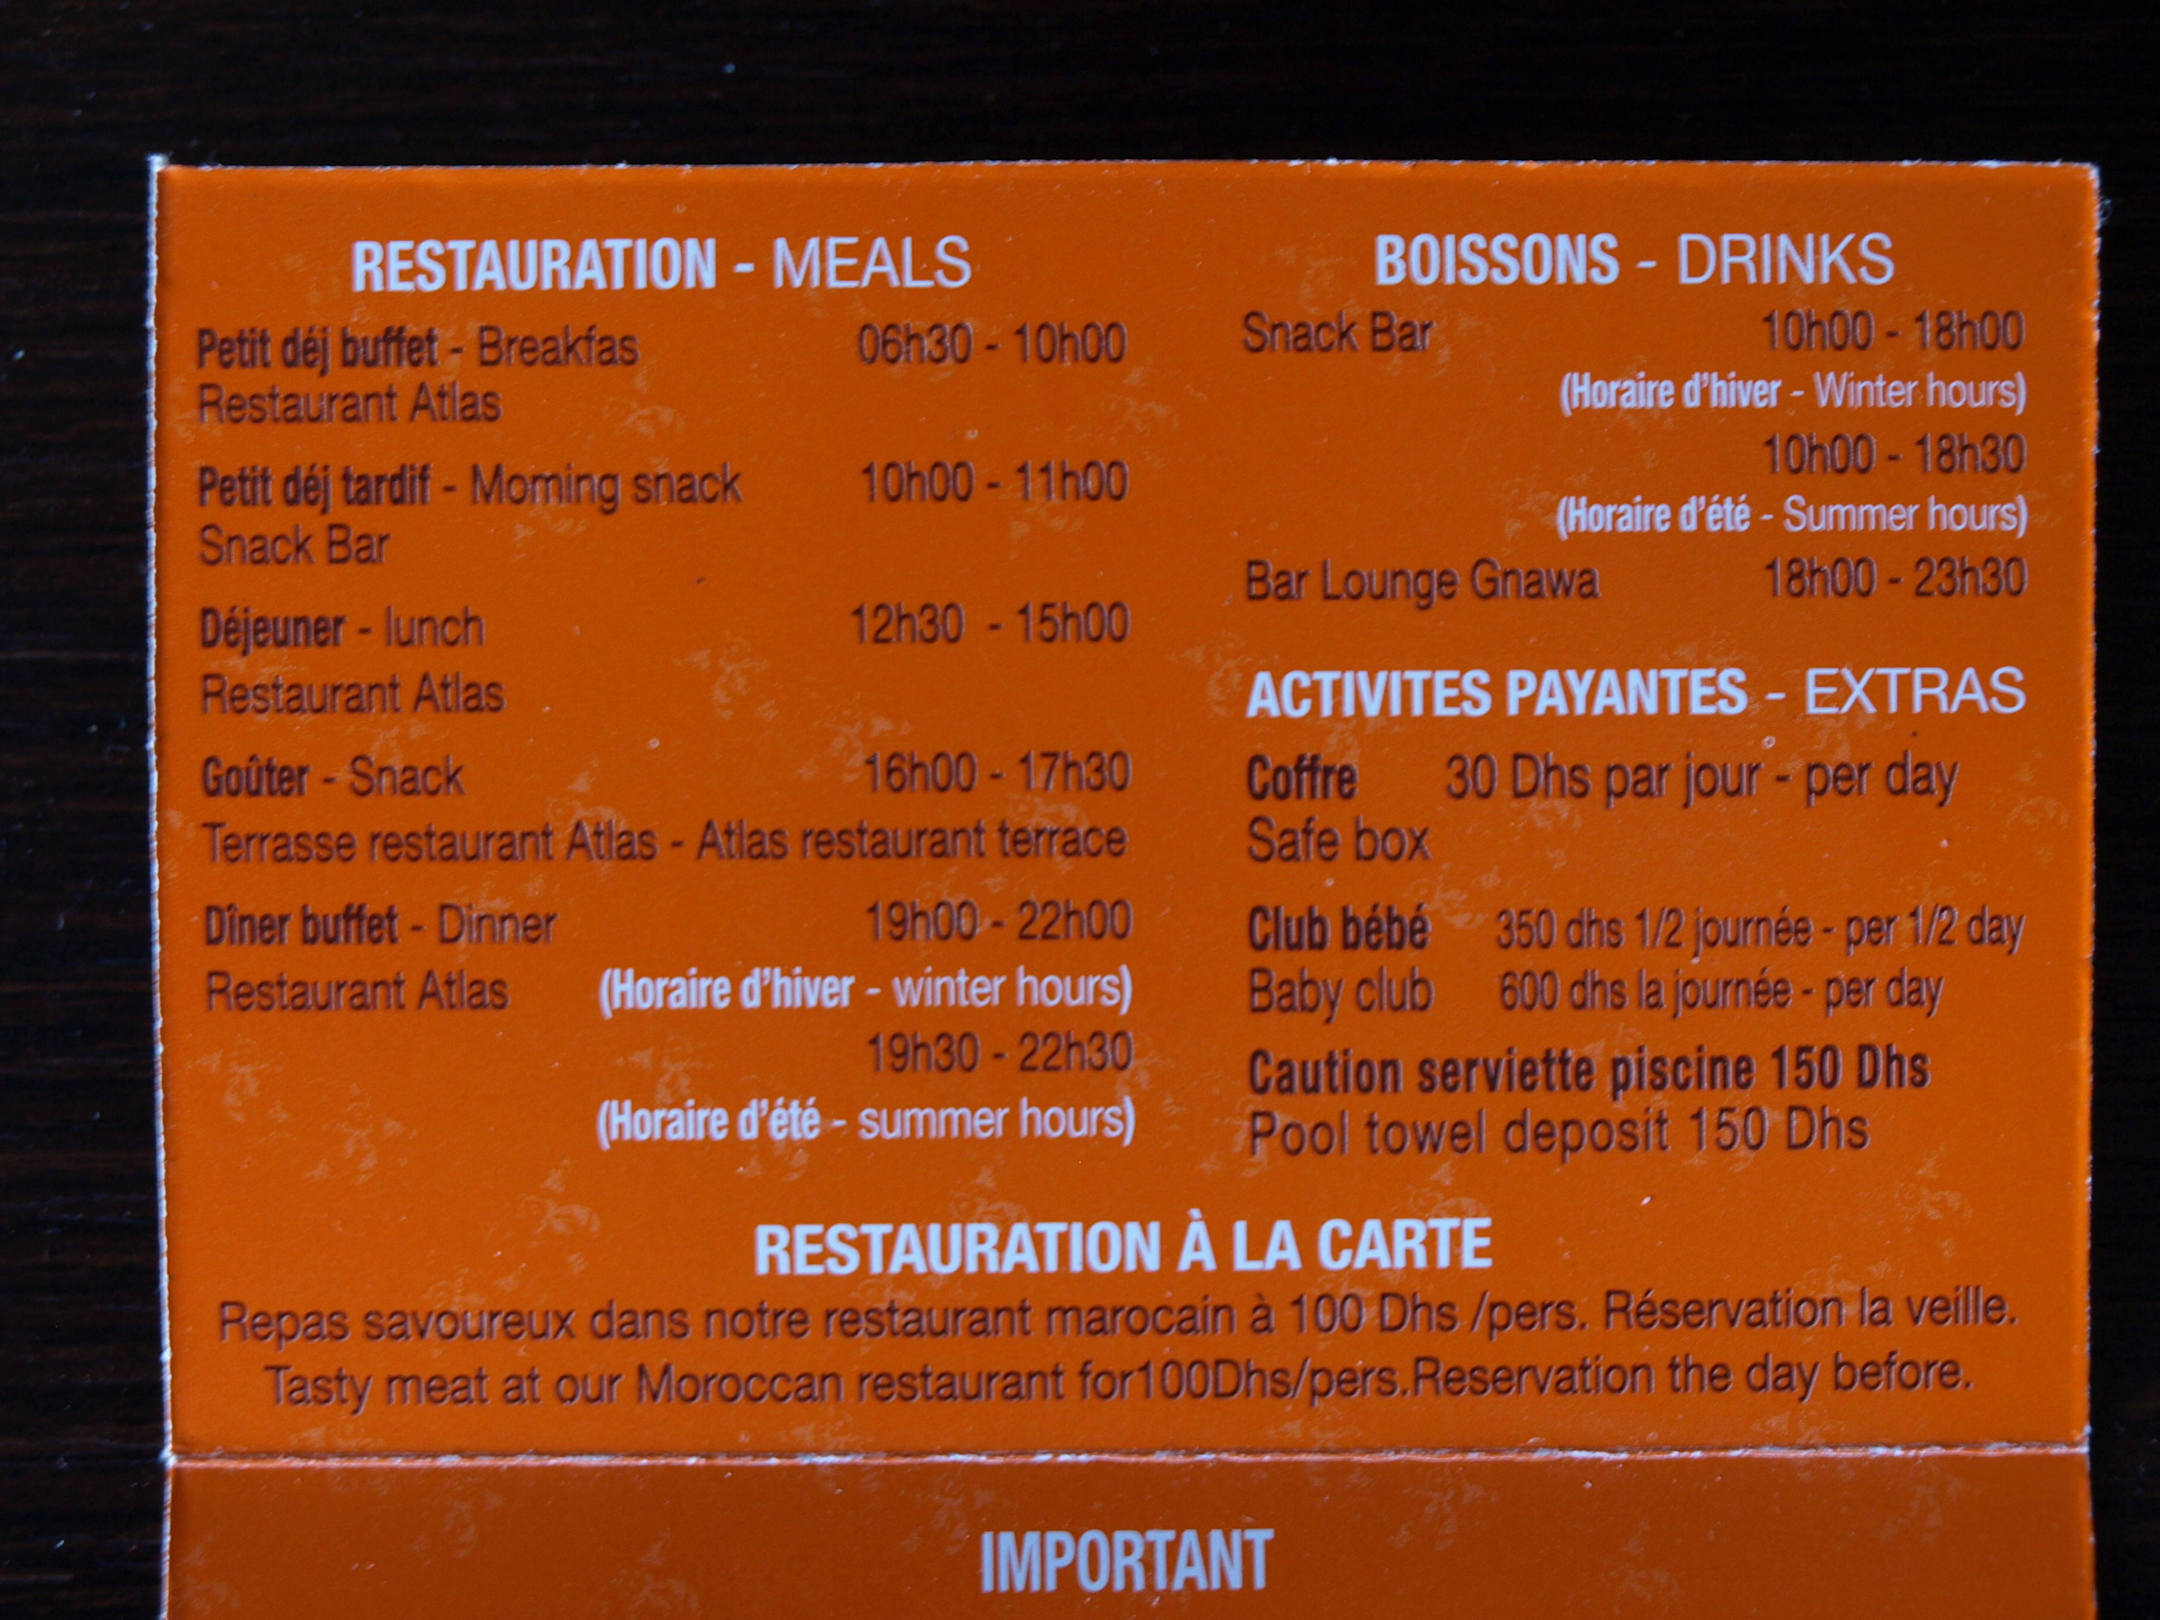 RESTAURATION - MEALS
Petit déj buffet - Breakfas 06h30 - 10h00
Restaurant Atlas
Petit déj tardif - Morning snack 10h00 - 11h00
Snack Bar
Déjeuner - lunch 12h30 - 15h00
Restaurant Atlas
Goûter - Snack 16h00 - 17h30
Terrasse restaurant Atlas - Atlas restaurant terrace
Dîner buffet - Dinner 19h00 - 22h00
Restaurant Atlas (Horaire d'hiver - winter hours)
19h30 - 22h30
(Horaire d'été - summer hours)
BOISSONS - DRINKS
Snack Bar 10h00 - 18h00
(Horaire d'hiver - Winter hours)
10h00 - 18h30
(Horaire d'été - Summer hours)
Bar Lounge Gnawa 18h00 - 23h30
ACTIVITES PAYANTES - EXTRAS
Coffre 30 Dhs par jour - per day
Safe box
Club bébé 350 dhs 1/2 journée - per 1/2 day
Baby club 600 dhs la journée - per day
Caution serviette piscine 150 Dhs
Pool towel deposit 150 Dhs
RESTAURATION À LA CARTE
Repas savoureux dans notre restaurant marocain à 100 Dhs /pers. Réservation la veille.
Tasty meat at our Moroccan restaurant for100Dhs/pers.Reservation the day before.
IMPORTANT